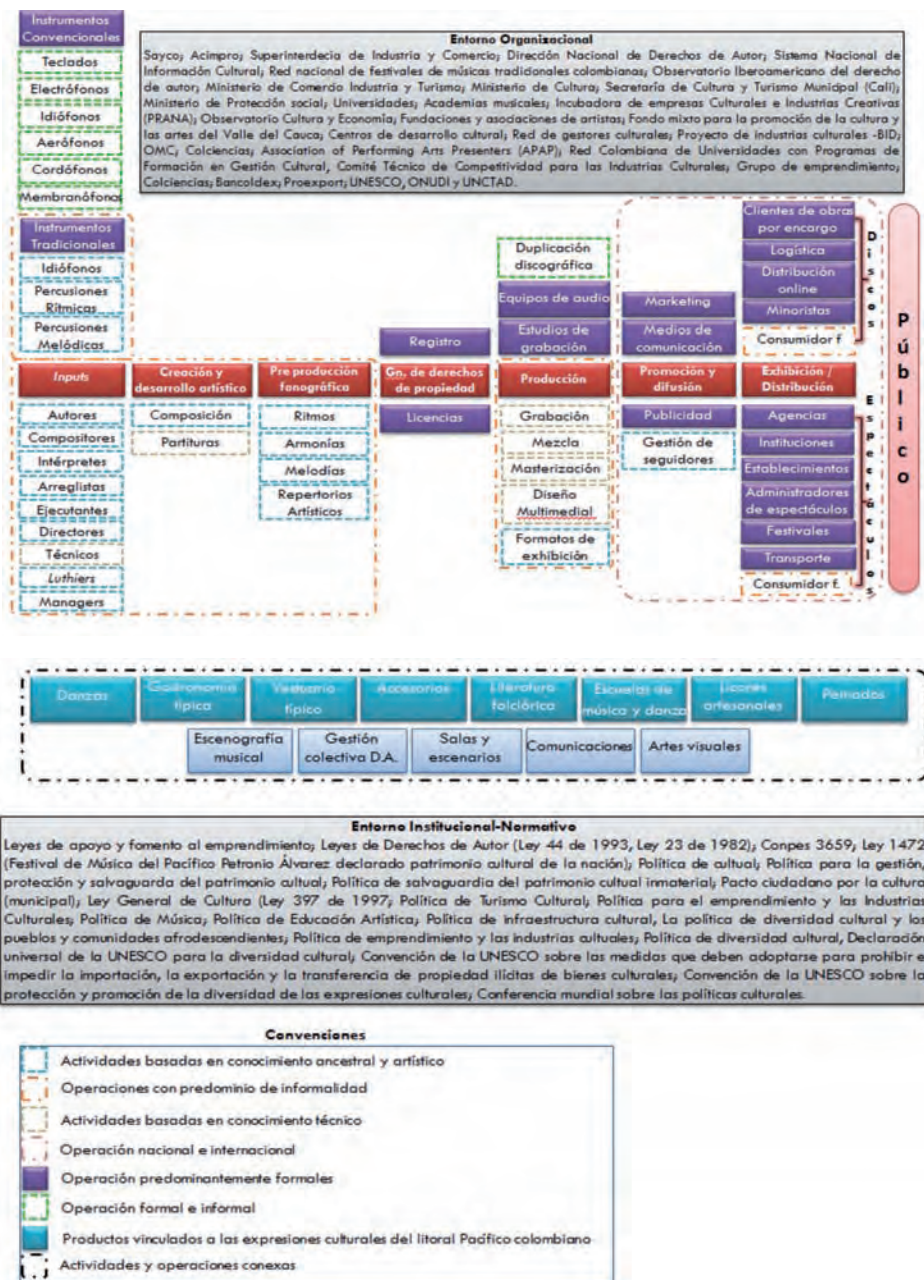 Instrumentos
Convencionales
Teclados
Electrófonos
Idiófonos
Aerófonos
Cordófonos
Membranófonos
Entorno Organizacional
Sayco; Acimpro; Superintendecia de Industria y Comercio; Dirección Nacional de Derechos de Autor; Sistema Nacional de
Información Cultural; Red nacional de festivales de músicas tradicionales colombianas; Observatorio Iberoamericano del derecho
de autor; Ministerio de Comercio Industria y Turismo; Ministerio de Cultura; Secretaría de Cultura y Turismo Municipal (Cali);
Ministerio de Protección social; Universidades; Academias musicales; Incubadora de empresas Culturales e Industrias Creativas
(PRANA); Observatorio Cultura y Economía; Fundaciones y asociaciones de artistas; Fondo mixto para la promoción de la cultura y
las artes del Valle del Cauca; Centros de desarrollo cultural; Red de gestores culturales; Proyecto de industrias culturales -BID;
OMC; Colciencias; Association of Performing Arts Presenters (APAP); Red Colombiana de Universidades con Programas de
Formación en Gestión Cultural, Comité Técnico de Competitividad para las Industrias Culturales; Grupo de emprendimiento;
Colciencias; Bancoldex; Proexport; UNESCO, ONUDI y UNCTAD.
Instrumentos
Tradicionales
Idiófonos
Percusiones
Rítmicas
Percusiones
Melódicas
Registro
Duplicación
discográfica
Equipos de audio
Estudios de
grabación
Marketing
Medios de
comunicación
Clientes de obras
por encargo
Logística
Distribución
online
Minoristas
Consumidor f
Discos
Público
Inputs
Creación y
desarrollo artístico
Pre producción
fonográfica
Gn. de derechos
de propiedad
Producción
Promoción y
difusión
Exhibición /
Distribución
Autores
Compositores
Intérpretes
Arreglistas
Ejecutantes
Directores
Técnicos
Luthiers
Managers
Composición
Partituras
Ritmos
Armonías
Melodías
Repertorios
Artísticos
Licencias
Grabación
Mezcla
Masterización
Diseño
Multimedial
Formatos de
exhibición
Publicidad
Gestión de
seguidores
Agencias
Instituciones
Establecimientos
Administradores
de espectáculos
Festivales
Transporte
Consumidor f.
Espectáculos
Danzas
Gastronomía
típica
Vestuario
típico
Accesorios
Literatura
folclórica
Escuelas de
música y danza
Licores
artesanales
Peinados
Escenografía
musical
Gestión
colectiva D.A.
Salas y
escenarios
Comunicaciones
Artes visuales
Entorno Institucional-Normativo
Leyes de apoyo y fomento al emprendimiento; Leyes de Derechos de Autor (Ley 44 de 1993, Ley 23 de 1982); Conpes 3659; Ley 1472
(Festival de Música del Pacífico Petronio Álvarez declarado patrimonio cultural de la nación); Política de cultual; Política para la gestión,
protección y salvaguarda del patrimonio cultual; Política de salvaguardia del patrimonio cultual inmaterial; Pacto ciudadano por la cultura
(municipal); Ley General de Cultura (Ley 397 de 1997; Política de Turismo Cultural; Política para el emprendimiento y las Industrias
Culturales; Política de Música; Política de Educación Artística; Política de infraestructura cultural, La política de diversidad cultural y los
pueblos y comunidades afrodescendientes; Política de emprendimiento y las industrias cultuales; Política de diversidad cultural, Declaración
universal de la UNESCO para la diversidad cultural; Convención de la UNESCO sobre las medidas que deben adoptarse para prohibir e
impedir la importación, la exportación y la transferencia de propiedad ilícitas de bienes culturales; Convención de la UNESCO sobre la
protección y promoción de la diversidad de las expresiones culturales; Conferencia mundial sobre las políticas culturales.
Convenciones
Actividades basadas en conocimiento ancestral y artístico
Operaciones con predominio de informalidad
Actividades basadas en conocimiento técnico
Operación nacional e internacional
Operación predominantemente formales
Operación formal e informal
Productos vinculados a las expresiones culturales del litoral Pacífico colombiano
Actividades y operaciones conexas